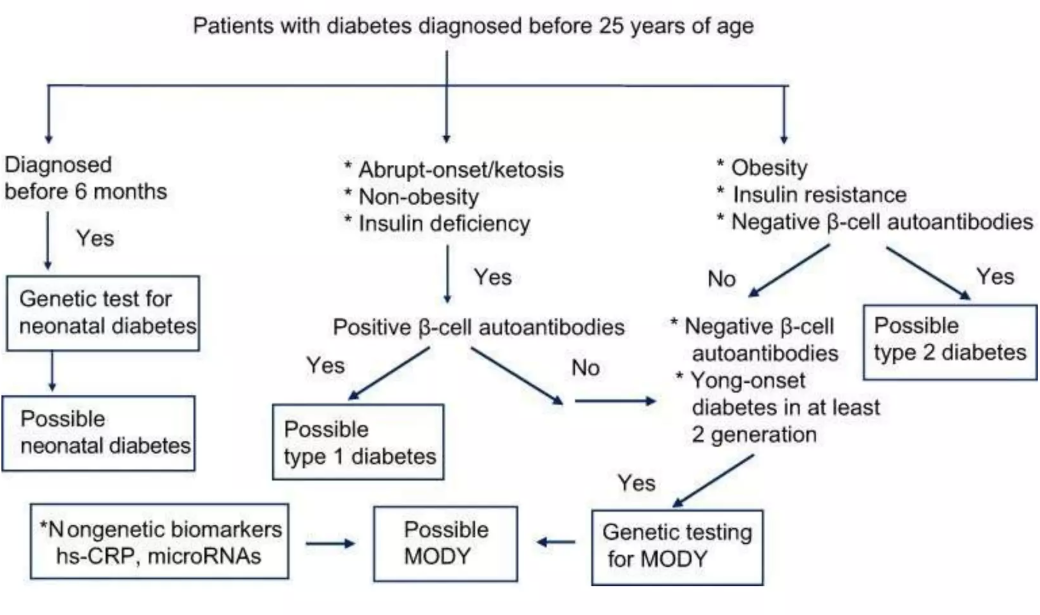 Patients with diabetes diagnosed before 25 years of age
Diagnosed
before 6 months
* Abrupt-onset/ketosis
* Non-obesity
* Insulin deficiency
* Obesity
* Insulin resistance
* Negative β-cell autoantibodies
Yes
Yes
No
Yes
Genetic test for
neonatal diabetes
Positive β-cell autoantibodies
* Negative β-cell
autoantibodies
* Yong-onset
diabetes in at least
2 generation
Possible
type 2 diabetes
Yes
No
Possible
neonatal diabetes
Possible
type 1 diabetes
Yes
*Nongenetic biomarkers
hs-CRP, microRNAs
Possible
MODY
Genetic testing
for MODY